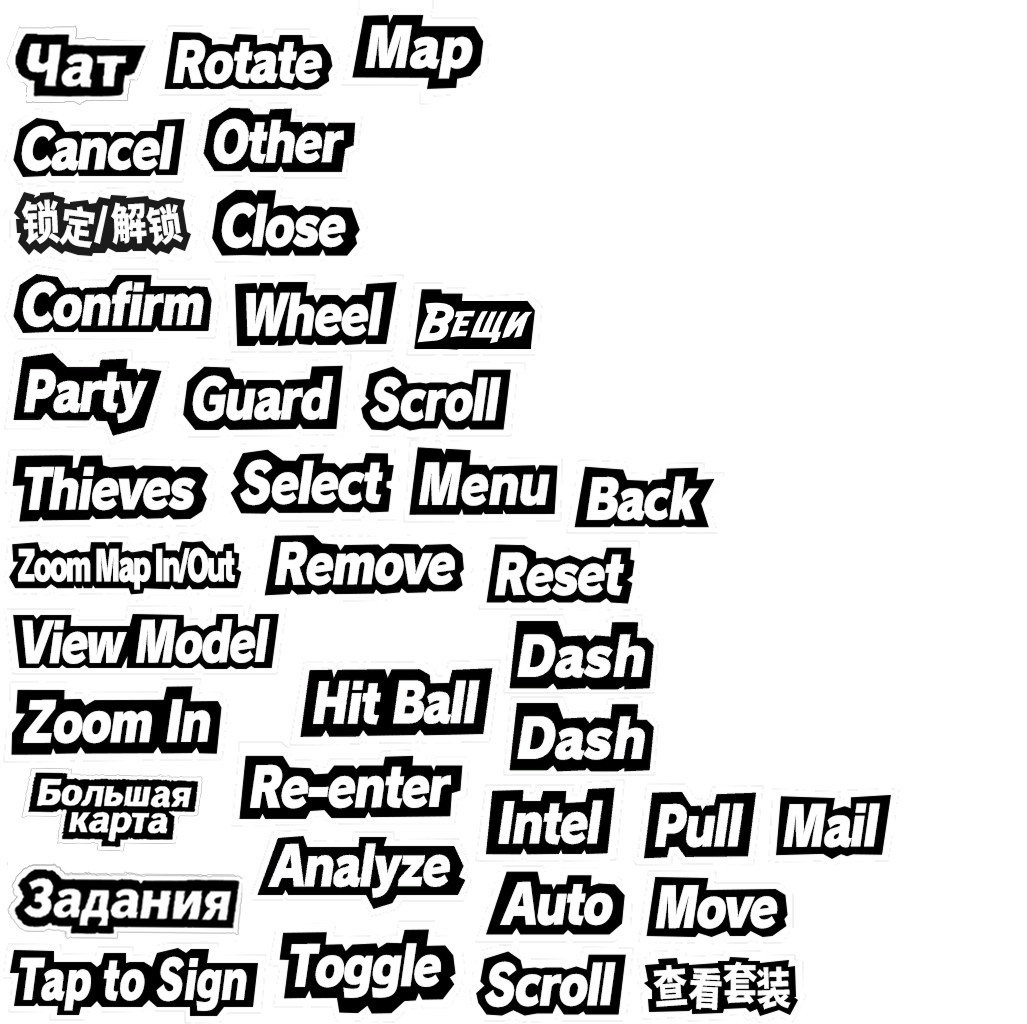 Чат Rotate Map
Cancel Other
锁定/解锁 Close
Confirm Wheel Вещи
Party Guard Scroll
Thieves Select Menu Back
Zoom Map In/Out Remove Reset
View Model
Dash
Hit Ball
Zoom In
Dash
Большая
карта
Re-enter
Intel Pull Mail
Analyze
Задания
Auto Move
Tap to Sign Toggle Scroll 查看套装